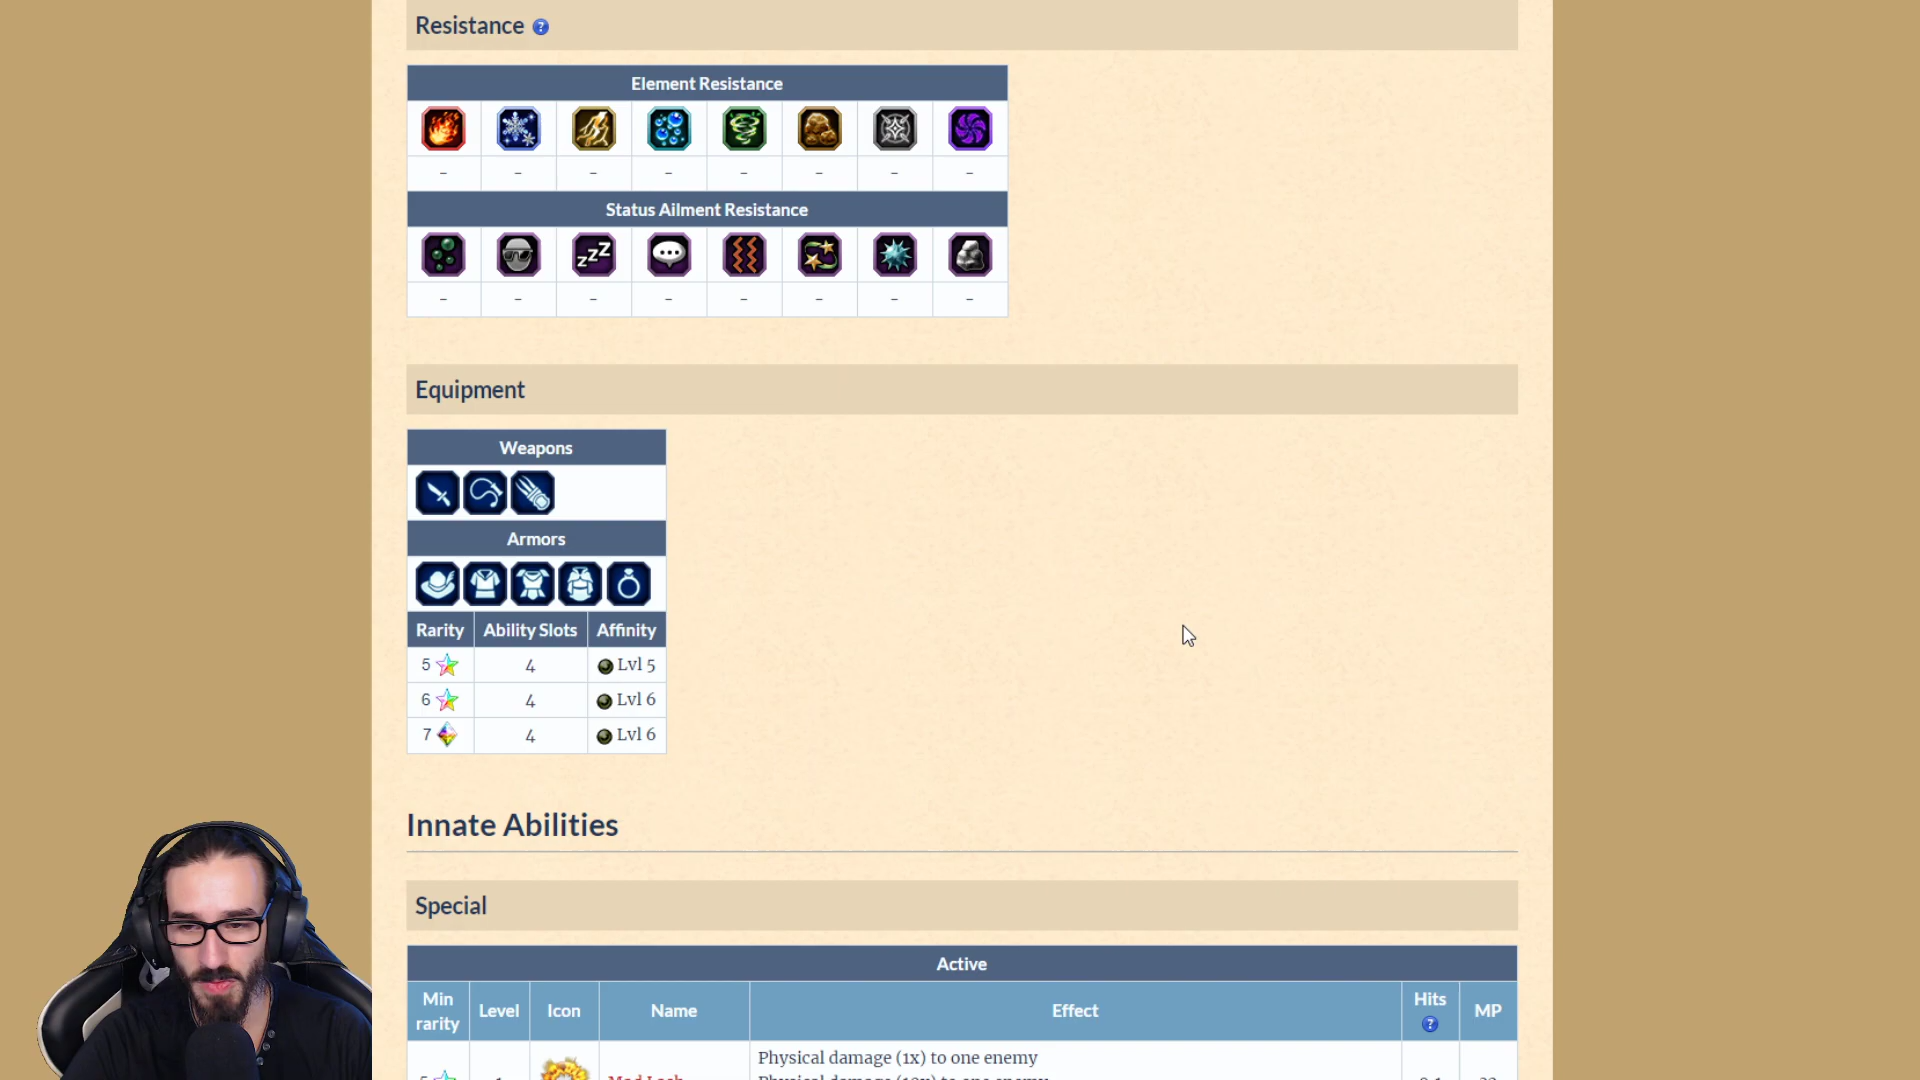 Resistance ?
Element Resistance
– – – – – – – –
Status Ailment Resistance
zZZ
– – – – – – – –
Equipment
Weapons
Armors
Rarity Ability Slots Affinity
5 4 Lvl 5
6 4 Lvl 6
7 4 Lvl 6
Innate Abilities
Special
Active
Min rarity Level Icon Name Effect Hits ? MP
Physical damage (1x) to one enemy